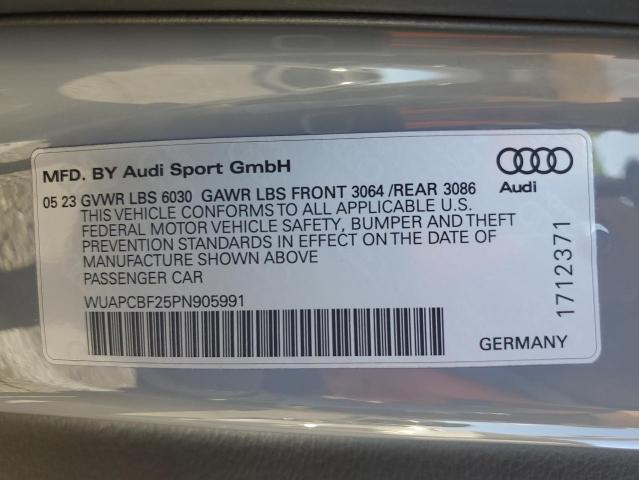 MFD. BY Audi Sport GmbH
Audi
05 23 GVWR LBS 6030 GAWR LBS FRONT 3064 /REAR 3086
THIS VEHICLE CONFORMS TO ALL APPLICABLE U.S.
FEDERAL MOTOR VEHICLE SAFETY, BUMPER AND THEFT
PREVENTION STANDARDS IN EFFECT ON THE DATE OF
MANUFACTURE SHOWN ABOVE
PASSENGER CAR
WUAPCBF25PN905991
1712371
GERMANY